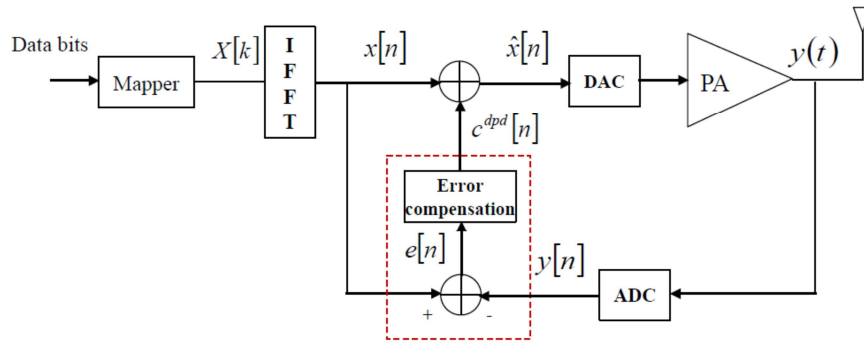 Data bits
Mapper
X[k]
I
F
F
T
x[n]
x̂[n]
DAC
PA
y(t)
c^{dpd}[n]
Error
compensation
e[n]
y[n]
ADC
+
-